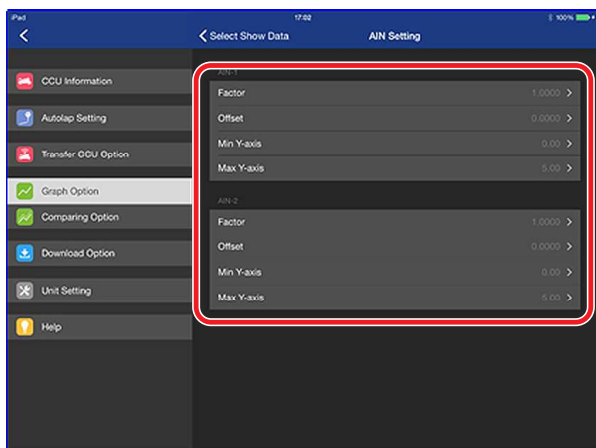 iPad 17:02 100%
Select Show Data AIN Setting
CCU Information
Autolap Setting
Transfer CCU Option
Graph Option
Comparing Option
Download Option
Unit Setting
Help
AIN-1
Factor 1.0000
Offset 0.0000
Min Y-axis 0.00
Max Y-axis 5.00
AIN-2
Factor 1.0000
Offset 0.0000
Min Y-axis 0.00
Max Y-axis 5.00